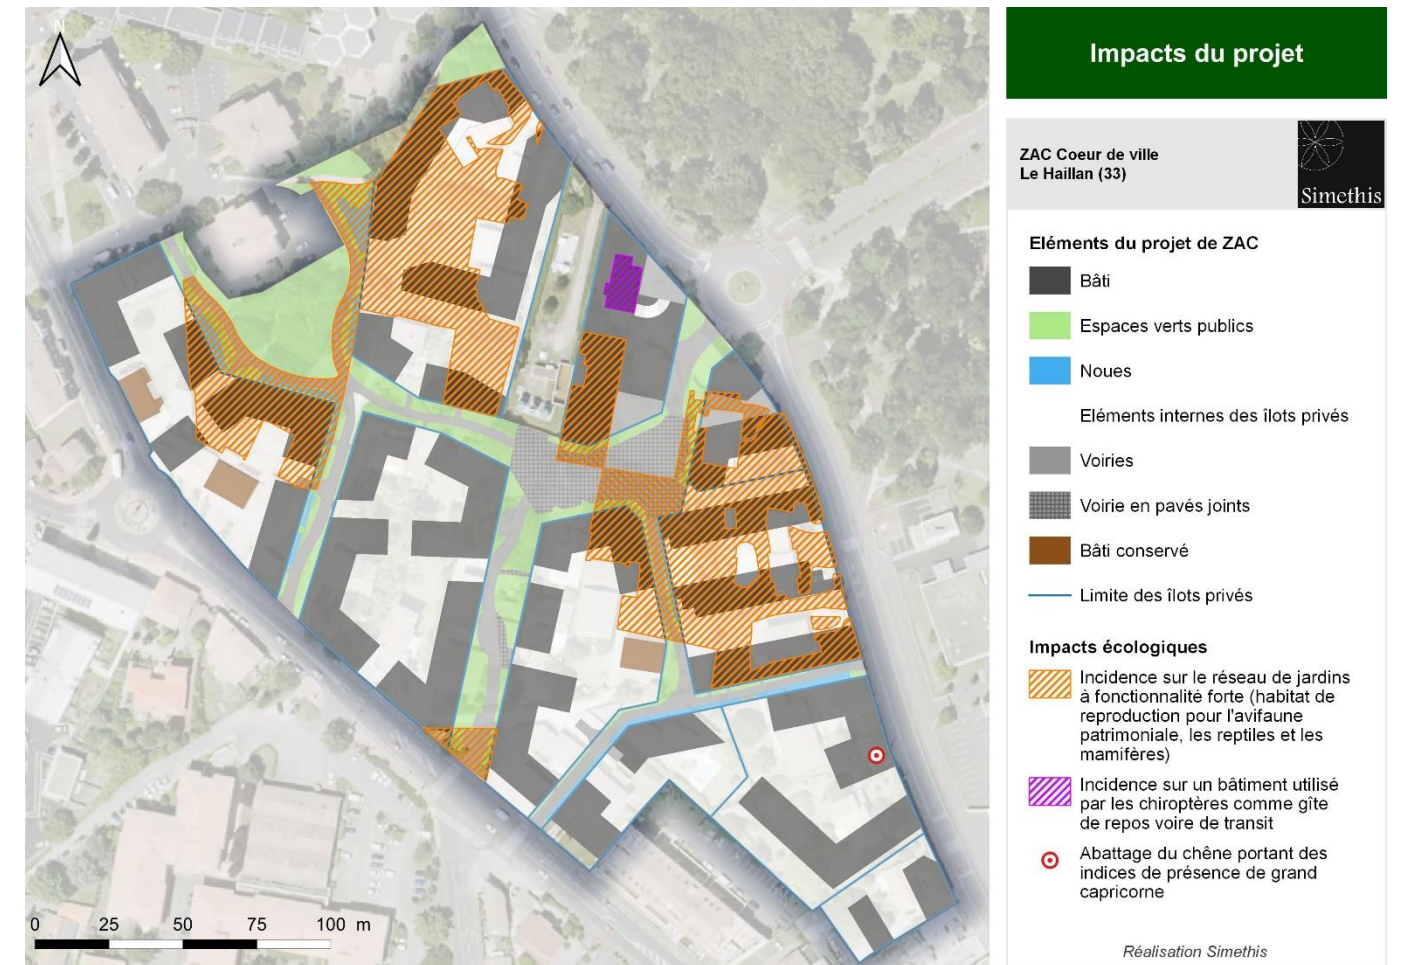 N
Impacts du projet
ZAC Coeur de ville
Le Haillan (33)
Simethis
Eléments du projet de ZAC
Bâti
Espaces verts publics
Noues
Eléments internes des îlots privés
Voiries
Voirie en pavés joints
Bâti conservé
Limite des îlots privés
Impacts écologiques
Incidence sur le réseau de jardins
à fonctionnalité forte (habitat de
reproduction pour l'avifaune
patrimoniale, les reptiles et les
mamifères)
Incidence sur un bâtiment utilisé
par les chiroptères comme gîte
de repos voire de transit
Abattage du chêne portant des
indices de présence de grand
capricorne
0 25 50 75 100 m
Réalisation Simethis